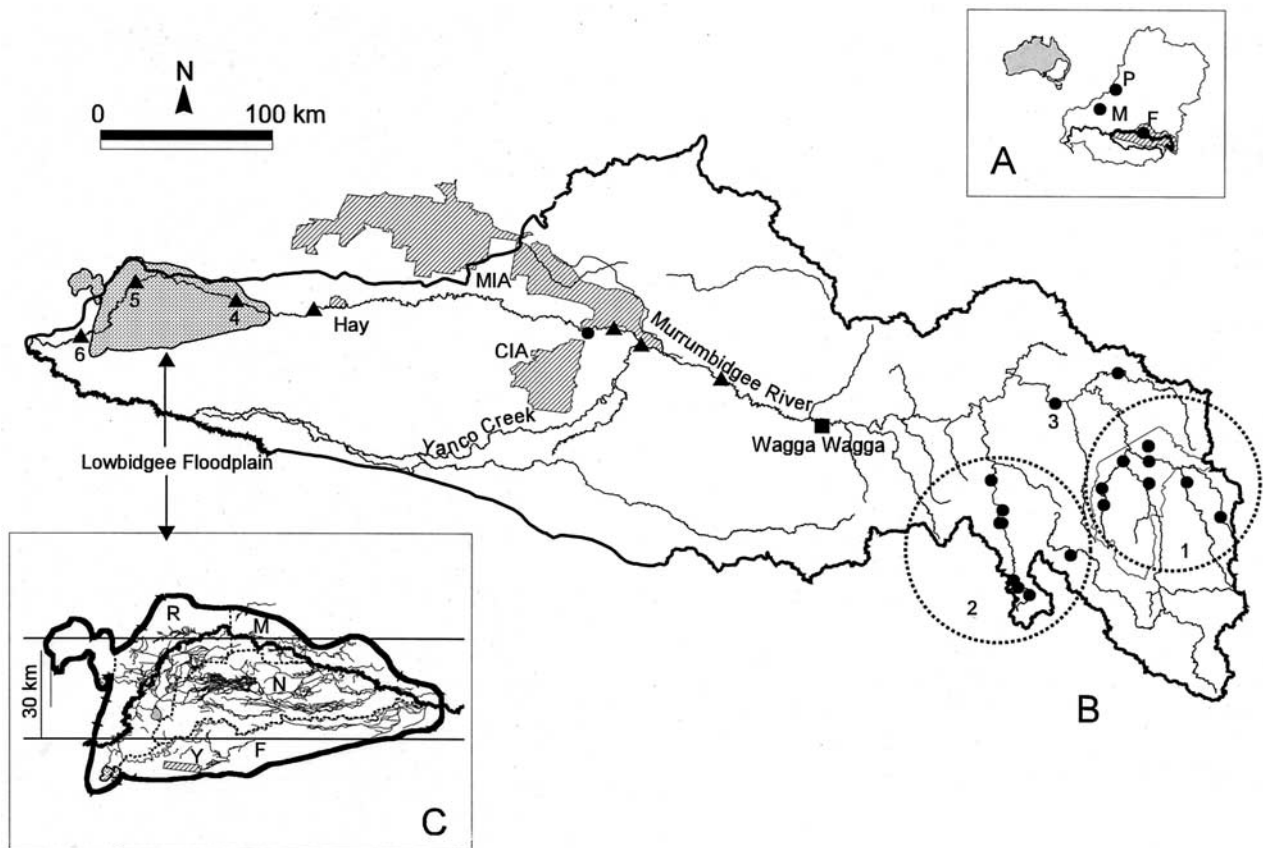 N
0 100 km
P
M
F
A
MIA
5
4
Hay
6
CIA
Murrumbidgee River
Yanco Creek
Wagga Wagga
3
Lowbidgee Floodplain
1
2
B
R
M
30 km
N
Y
F
C